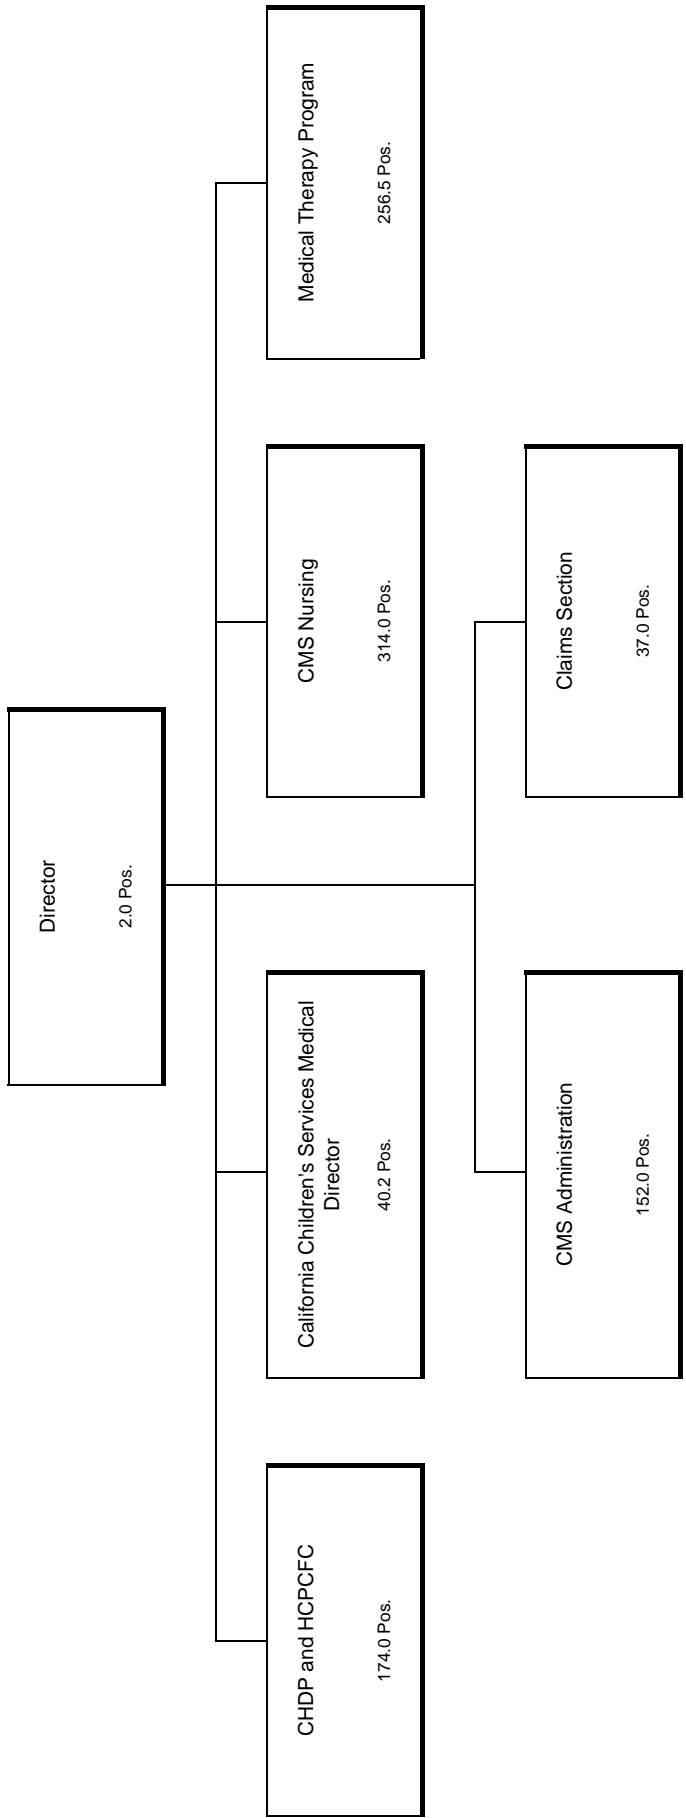 Director
2.0 Pos.
CHDP and HCPCFC
174.0 Pos.
California Children's Services Medical
Director
40.2 Pos.
CMS Nursing
314.0 Pos.
Medical Therapy Program
256.5 Pos.
CMS Administration
152.0 Pos.
Claims Section
37.0 Pos.